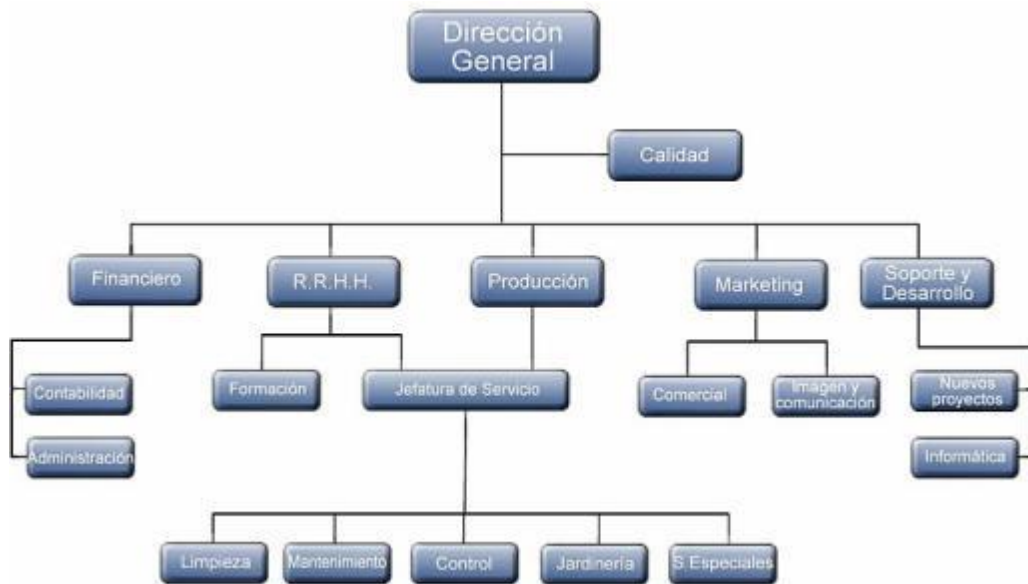 Dirección
General
Calidad
Financiero
R.R.H.H.
Producción
Marketing
Soporte y
Desarrollo
Contabilidad
Formación
Jefatura de Servicio
Comercial
Imagen y
comunicación
Nuevos
proyectos
Administración
Informática
Limpieza
Mantenimiento
Control
Jardinería
S.Especiales